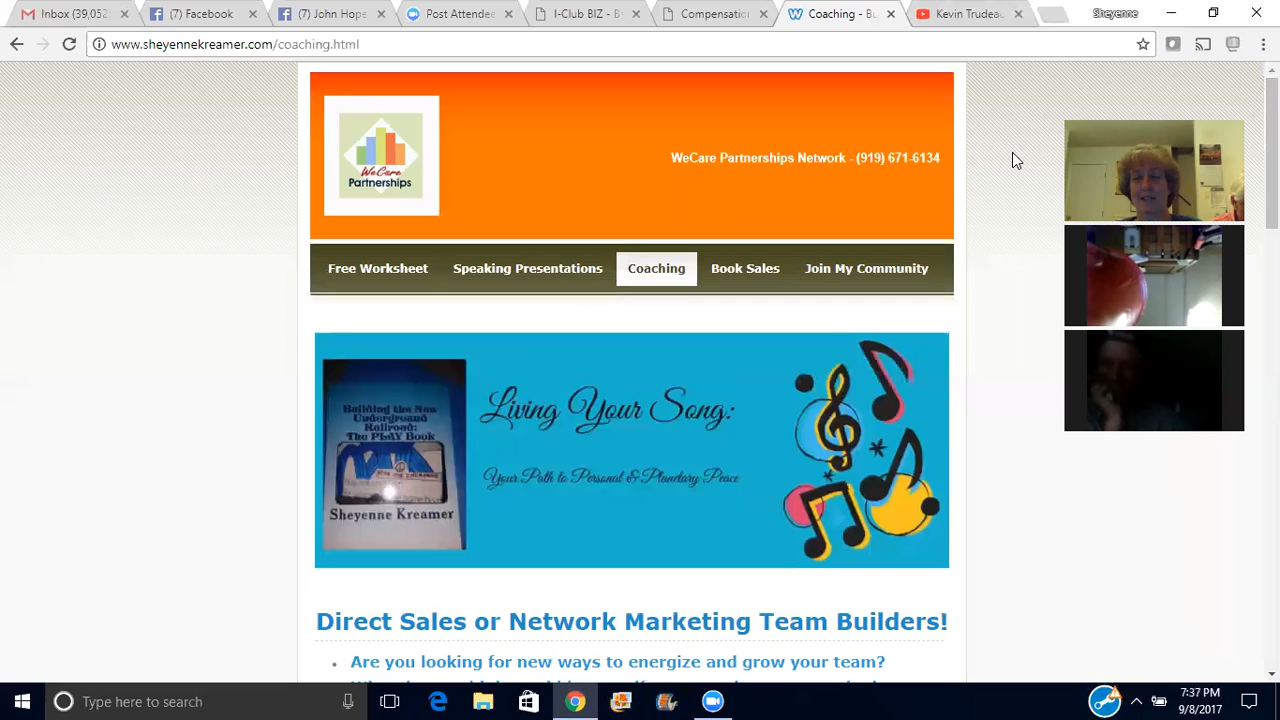 Inbox (39,052
(7) Facebook
(7) John Hope
Post Attendee
I-Club BIZ - B
Compensation
Coaching - Bu
Kevin Trudeau
Sheyenne
www.sheyennekreamer.com/coaching.html
WeCare
Partnerships
WeCare Partnerships Network - (919) 671-6134
Free Worksheet
Speaking Presentations
Coaching
Book Sales
Join My Community
Building the New
Underground
Railroad:
The PLAY Book
Sheyenne Kreamer
Living Your Song:
Your Path to Personal & Planetary Peace
Direct Sales or Network Marketing Team Builders!
• Are you looking for new ways to energize and grow your team?
Type here to search
7:37 PM
9/8/2017